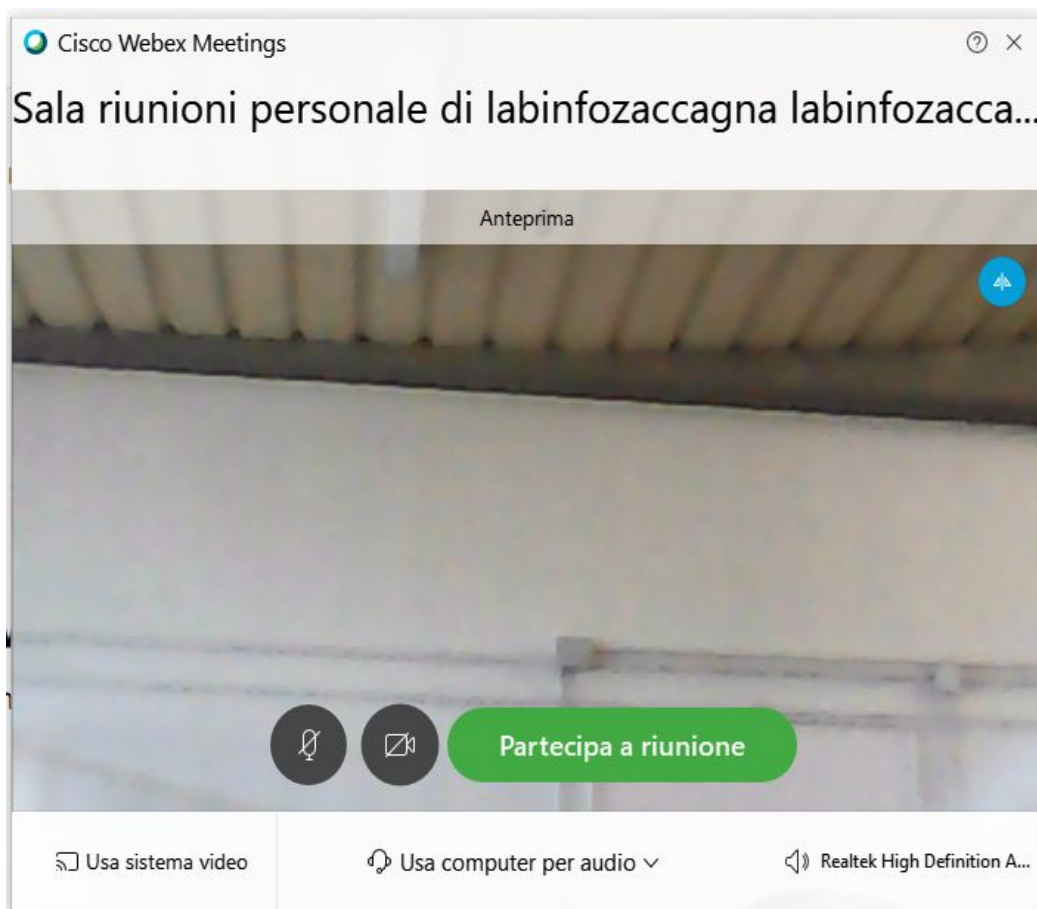 Cisco Webex Meetings
Sala riunioni personale di labinfozaccagna labinfozacca...
Anteprima
Partecipa a riunione
Usa sistema video
Usa computer per audio
Realtek High Definition A...